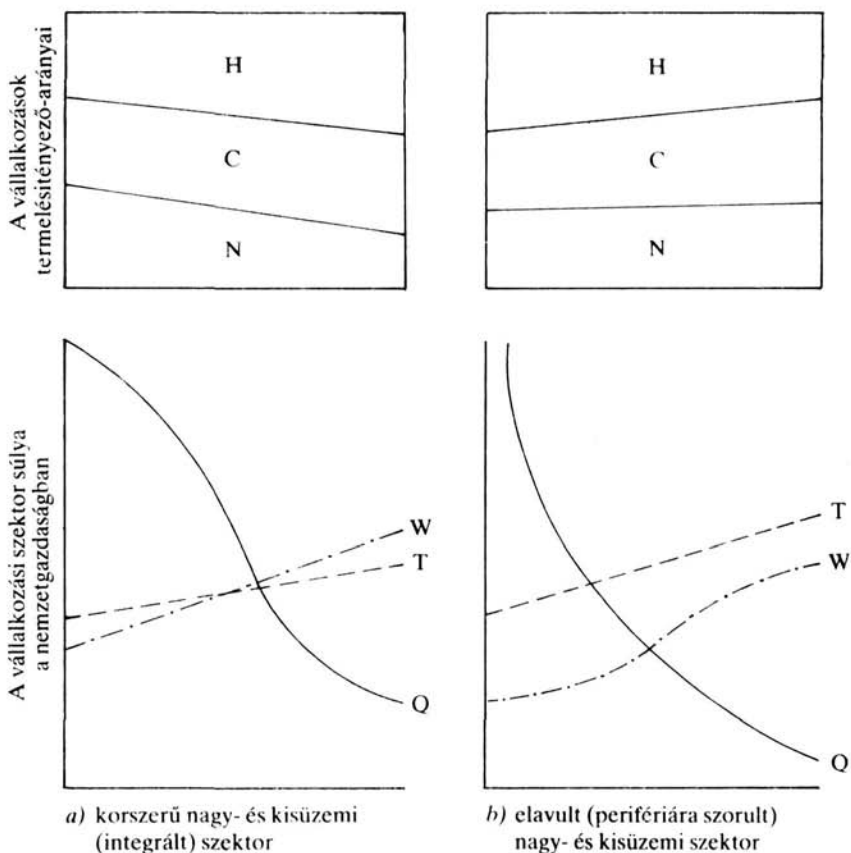 A vállalkozások
termelésitényező-arányai
H
C
N
H
C
N
A vállalkozási szektor súlya
a nemzetgazdaságban
W
T
Q
T
W
Q
a) korszerű nagy- és kisüzemi
(integrált) szektor
b) elavult (perifériára szorult)
nagy- és kisüzemi szektor